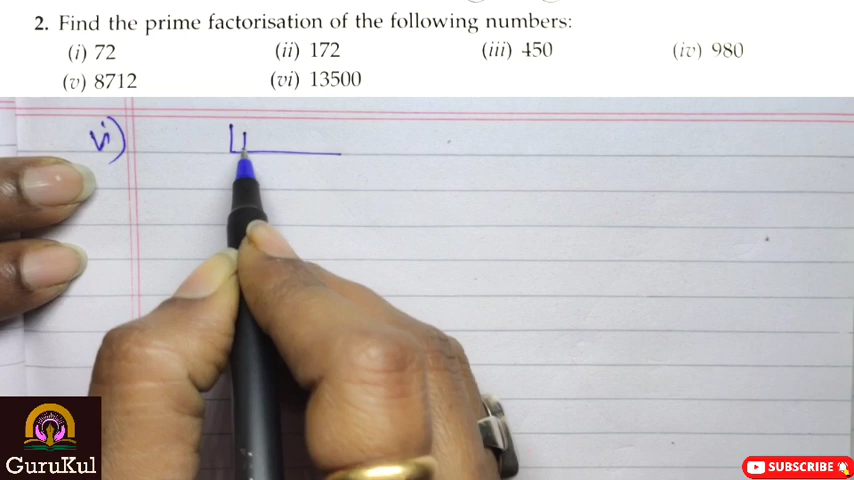 2. Find the prime factorisation of the following numbers:
(i) 72 (ii) 172 (iii) 450 (iv) 980
(v) 8712 (vi) 13500
vi) 1
GuruKul
SUBSCRIBE